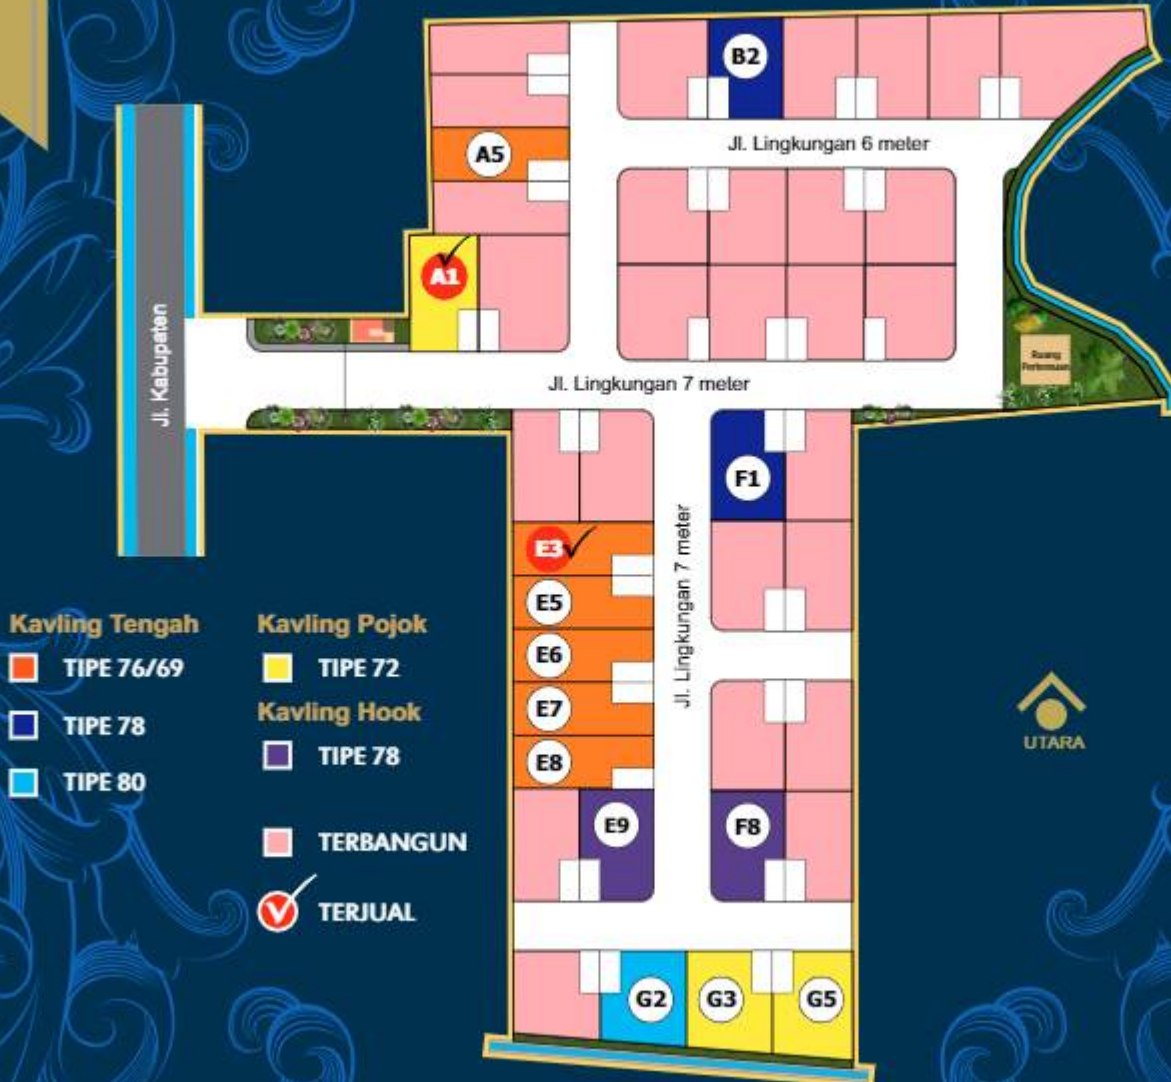 B2
Jl. Lingkungan 6 meter
A5
A1
Jl. Kabupaten
Ruang
Pertemuan
Jl. Lingkungan 7 meter
F1
E3
E5
E6
E7
E8
Jl. Lingkungan 7 meter
E9
F8
G2
G3
G5
Kavling Tengah
TIPE 76/69
TIPE 78
TIPE 80
Kavling Pojok
TIPE 72
Kavling Hook
TIPE 78
TERBANGUN
TERJUAL
UTARA